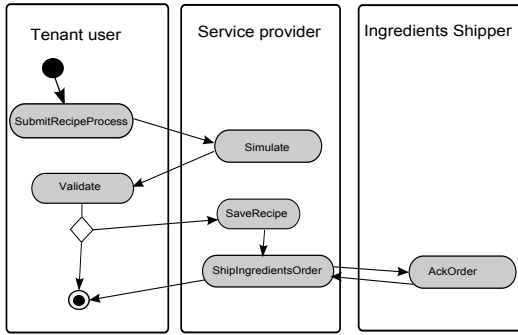 Tenant user
Service provider
Ingredients Shipper
SubmitRecipeProcess
Simulate
Validate
SaveRecipe
ShipIngredientsOrder
AckOrder